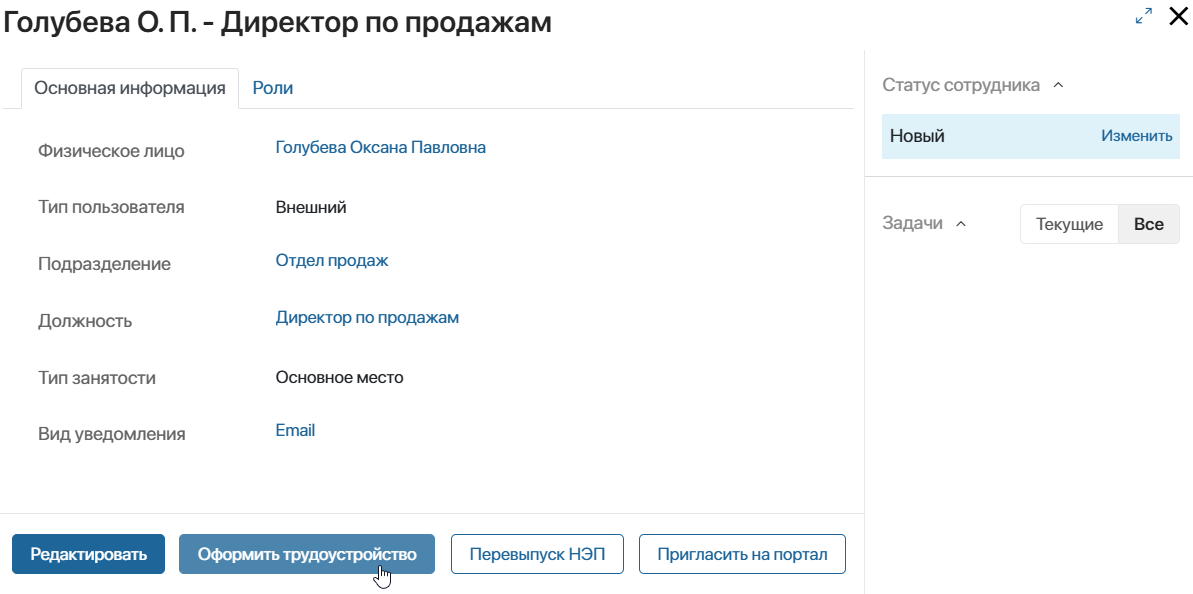 Голубева О. П. - Директор по продажам
Основная информация
Роли
Физическое лицо
Голубева Оксана Павловна
Тип пользователя
Внешний
Подразделение
Отдел продаж
Должность
Директор по продажам
Тип занятости
Основное место
Вид уведомления
Email
Редактировать
Оформить трудоустройство
Перевыпуск НЭП
Пригласить на портал
Статус сотрудника
Новый
Изменить
Задачи
Текущие
Все